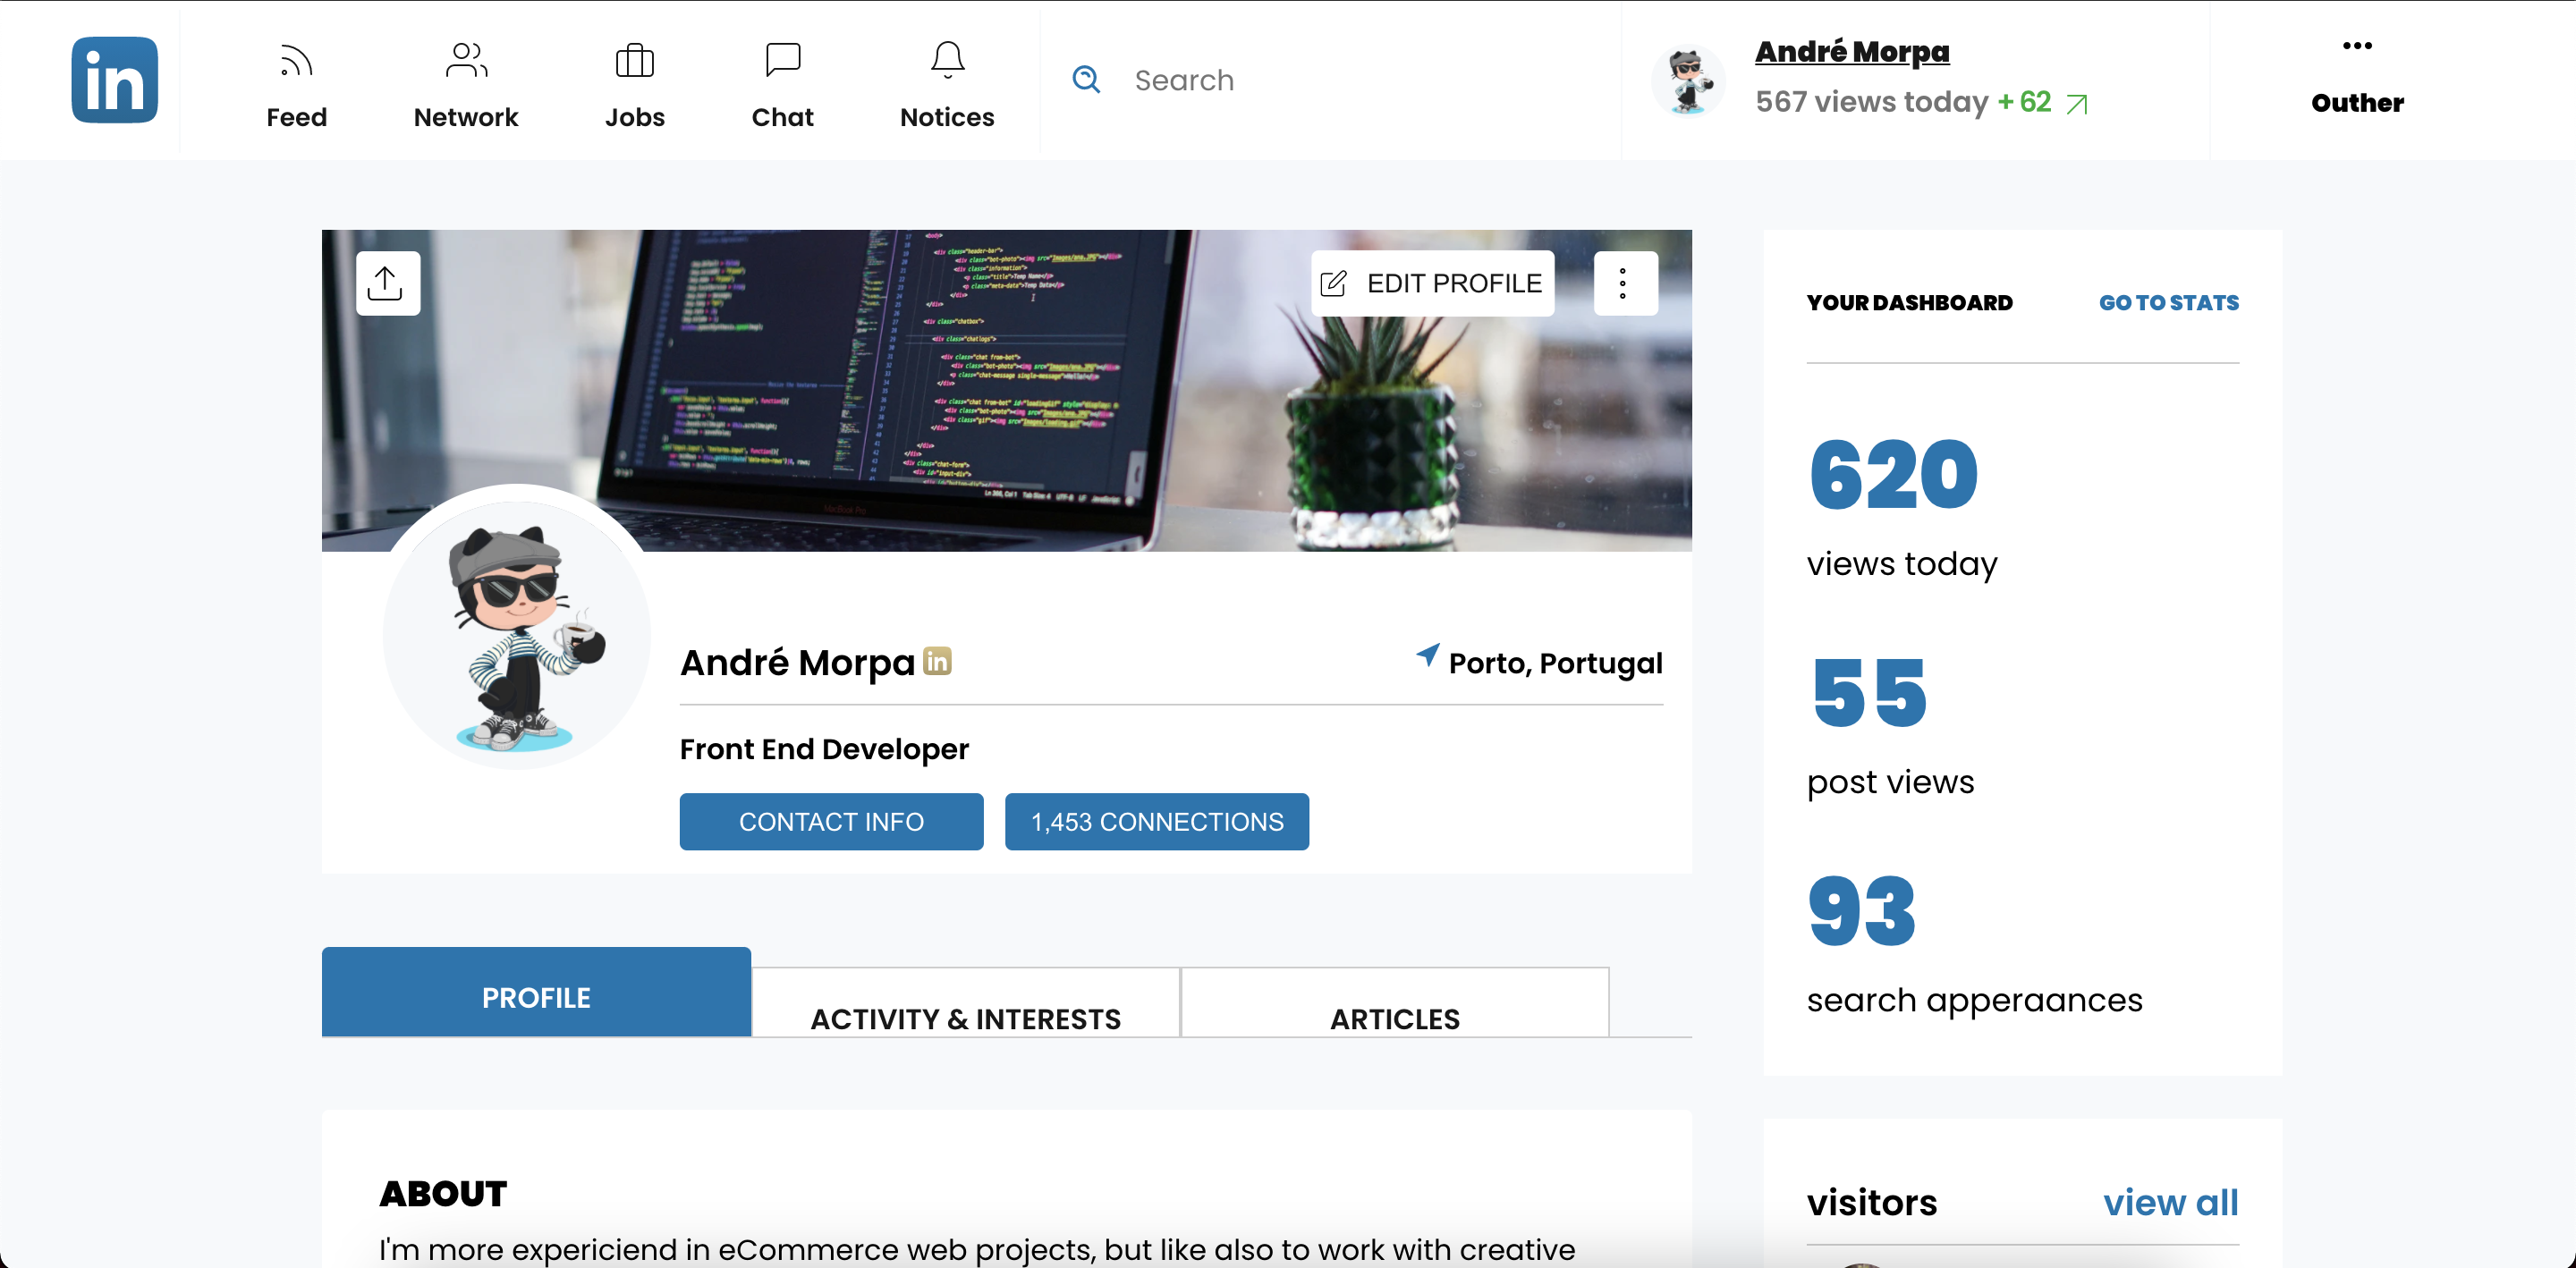 in
Feed
Network
Jobs
Chat
Notices
Search
André Morpa
567 views today + 62
Outher
EDIT PROFILE
MacBook Pro
André Morpa in
Porto, Portugal
Front End Developer
CONTACT INFO
1,453 CONNECTIONS
PROFILE
ACTIVITY & INTERESTS
ARTICLES
ABOUT
I'm more expericiend in eCommerce web projects, but like also to work with creative
YOUR DASHBOARD
GO TO STATS
620
views today
55
post views
93
search apperaances
visitors
view all